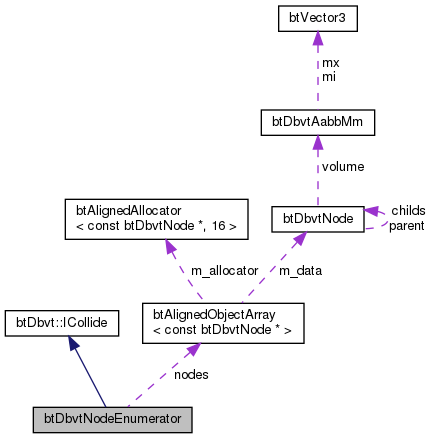 btVector3
mx
mi
btDbvtAabbMm
volume
btAlignedAllocator
< const btDbvtNode *, 16 >
btDbvtNode
childs
parent
m_allocator
m_data
btDbvt::ICollide
btAlignedObjectArray
< const btDbvtNode * >
nodes
btDbvtNodeEnumerator